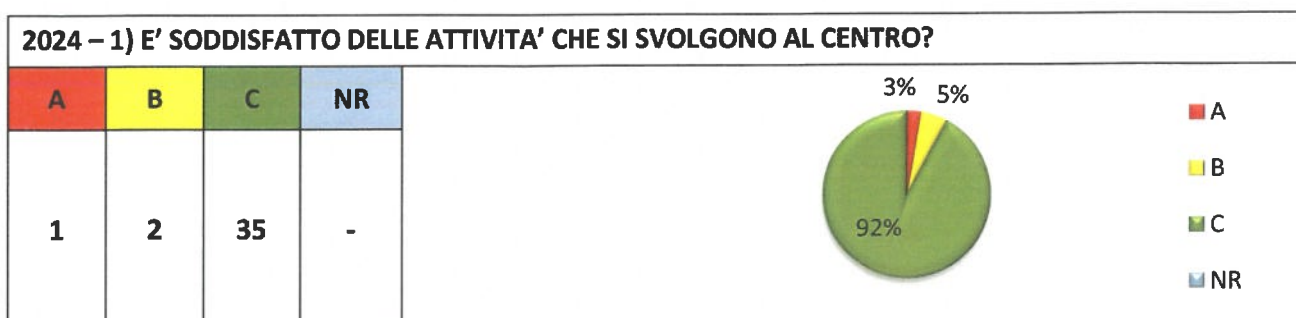 2024 – 1) E’ SODDISFATTO DELLE ATTIVITA’ CHE SI SVOLGONO AL CENTRO?
A B C NR
1 2 35 -
3% 5%
92%
A
B
C
NR